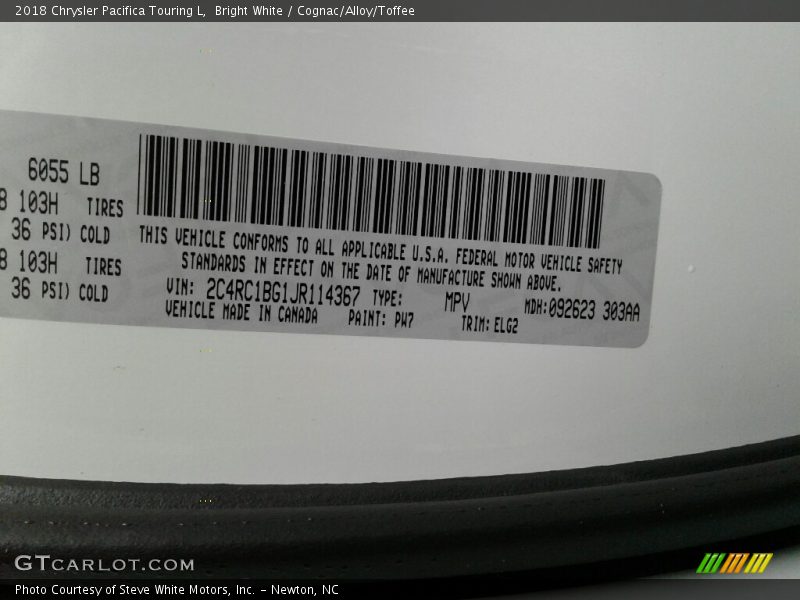 2018 Chrysler Pacifica Touring L, Bright White / Cognac/Alloy/Toffee
6055 LB
8 103H TIRES
36 PSI) COLD
8 103H TIRES
36 PSI) COLD
THIS VEHICLE CONFORMS TO ALL APPLICABLE U.S.A. FEDERAL MOTOR VEHICLE SAFETY
STANDARDS IN EFFECT ON THE DATE OF MANUFACTURE SHOWN ABOVE.
VIN: 2C4RC1BG1JR114367 TYPE: MPV MDH:092623 303AA
VEHICLE MADE IN CANADA PAINT: PW7 TRIM: ELG2
GTCARLOT.COM
Photo Courtesy of Steve White Motors, Inc. – Newton, NC